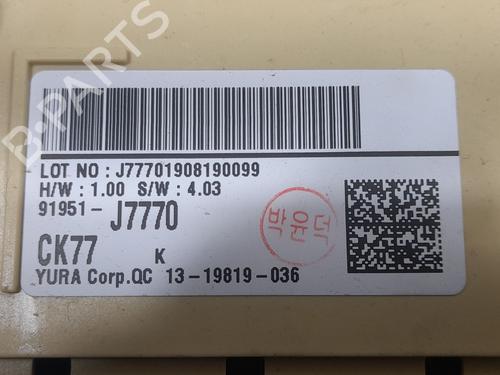 B-PARTS
LOT NO : J77701908190099
H/W : 1.00 S/W : 4.03
91951- J7770
CK77 K
YURA Corp.QC 13-19819-036
박윤덕